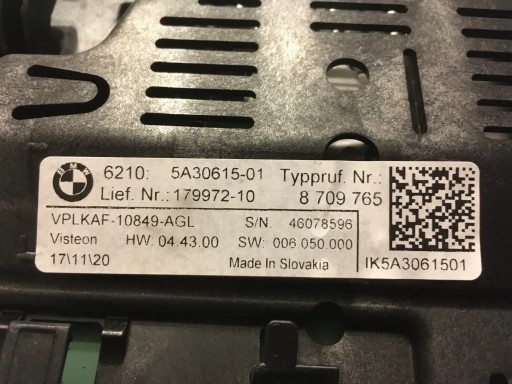 BMW
6210: 5A30615-01 Typpruf. Nr.:
Lief. Nr.:179972-10 8 709 765
VPLKAF-10849-AGL S/N: 46078596
Visteon HW: 04.43.00 SW: 006.050.000
17\11\20 Made In Slovakia IK5A3061501